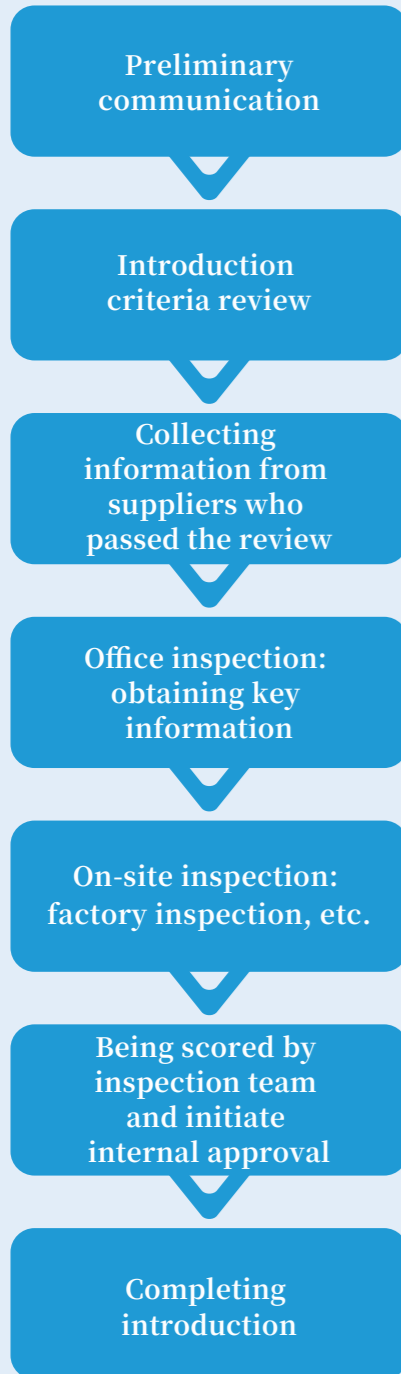 Preliminary
communication
Introduction
criteria review
Collecting
information from
suppliers who
passed the review
Office inspection:
obtaining key
information
On-site inspection:
factory inspection, etc.
Being scored by
inspection team
and initiate
internal approval
Completing
introduction